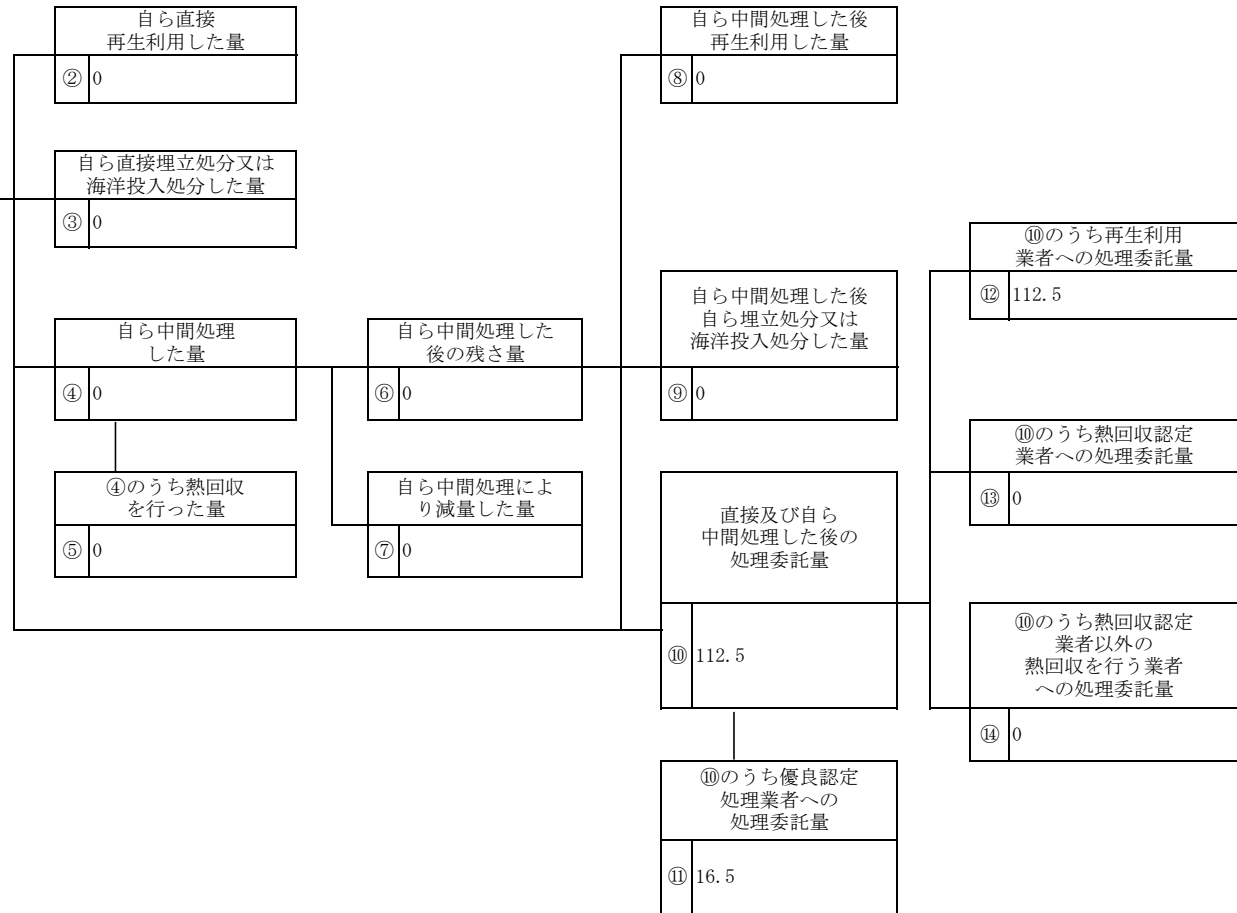 自ら直接
再生利用した量
② 0
自ら中間処理した後
再生利用した量
⑧ 0
自ら直接埋立処分又は
海洋投入処分した量
③ 0
⑩のうち再生利用
業者への処理委託量
⑫ 112.5
自ら中間処理
した量
④ 0
自ら中間処理した
後の残さ量
⑥ 0
自ら中間処理した後
自ら埋立処分又は
海洋投入処分した量
⑨ 0
⑩のうち熱回収認定
業者への処理委託量
⑬ 0
④のうち熱回収
を行った量
⑤ 0
自ら中間処理によ
り減量した量
⑦ 0
直接及び自ら
中間処理した後の
処理委託量
⑩ 112.5
⑩のうち熱回収認定
業者以外の
熱回収を行う業者
への処理委託量
⑭ 0
⑩のうち優良認定
処理業者への
処理委託量
⑪ 16.5